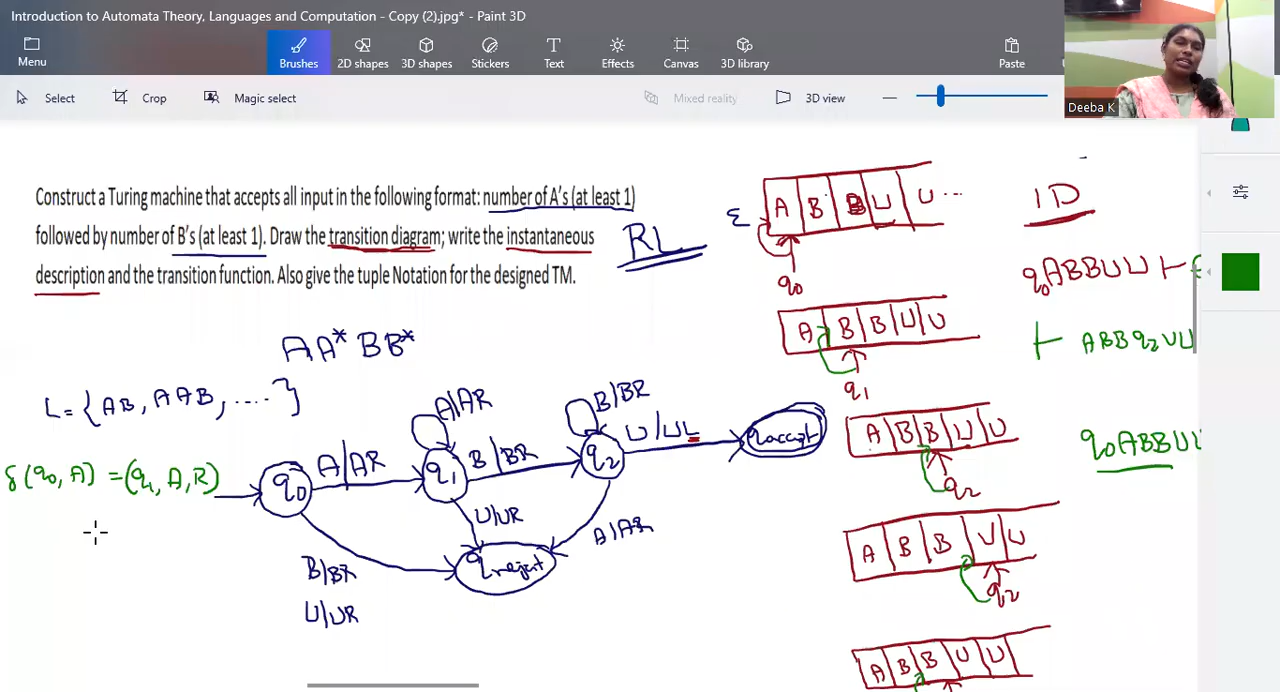 Introduction to Automata Theory, Languages and Computation - Copy (2).jpg* - Paint 3D
Menu
Brushes
2D shapes
3D shapes
Stickers
Text
Effects
Canvas
3D library
Paste
Select
Crop
Magic select
Mixed reality
3D view
Deeba K
Construct a Turing machine that accepts all input in the following format: number of A's (at least 1)
followed by number of B's (at least 1). Draw the transition diagram; write the instantaneous
description and the transition function. Also give the tuple Notation for the designed TM.
RL
AA* BB*
L = {AB, AAB, ....}
δ(q0, A) = (q1, A, R)
q0
A/AR
q1
A/AR
B/BR
q2
B/BR
U/UL
qaccept
U/UR
A/AR
qreject
B/BR
U/UR
Σ
A B B U U ...
q0
A B B U U
q1
A B B U U
q2
A B B U U
q2
A B B U U
ID
q0ABBUU ⊢
⊢ ABBq2UU
q0ABBUU